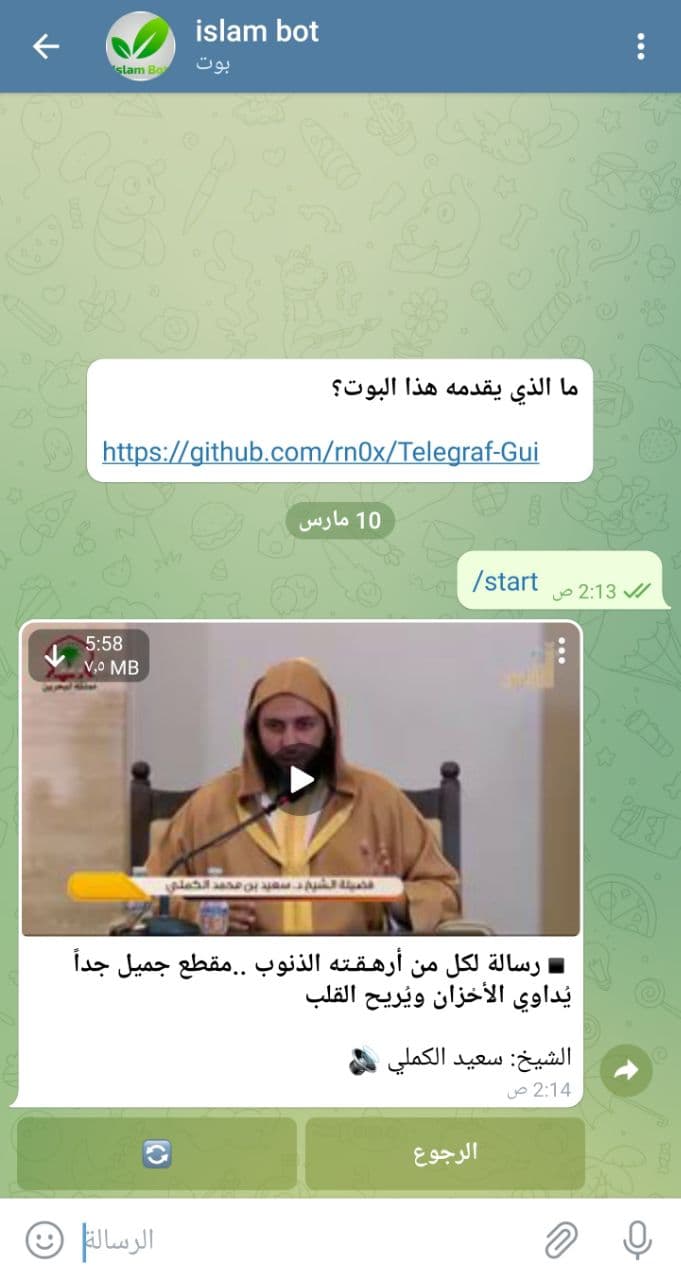 islam bot
بوت
Islam Bot
ما الذي يقدمه هذا البوت؟
https://github.com/rn0x/Telegraf-Gui
10 مارس
/start
2:13 ص
5:58
٧,٥ MB
فضيلة الشيخ د. سعيد بن محمد الكملي
رسالة لكل من أرهـقـته الذنوب ..مقطع جميل جداً
يُداوي الأخزان ويُريح القلب
الشيخ: سعيد الكملي
2:14 ص
الرجوع
الرسالة